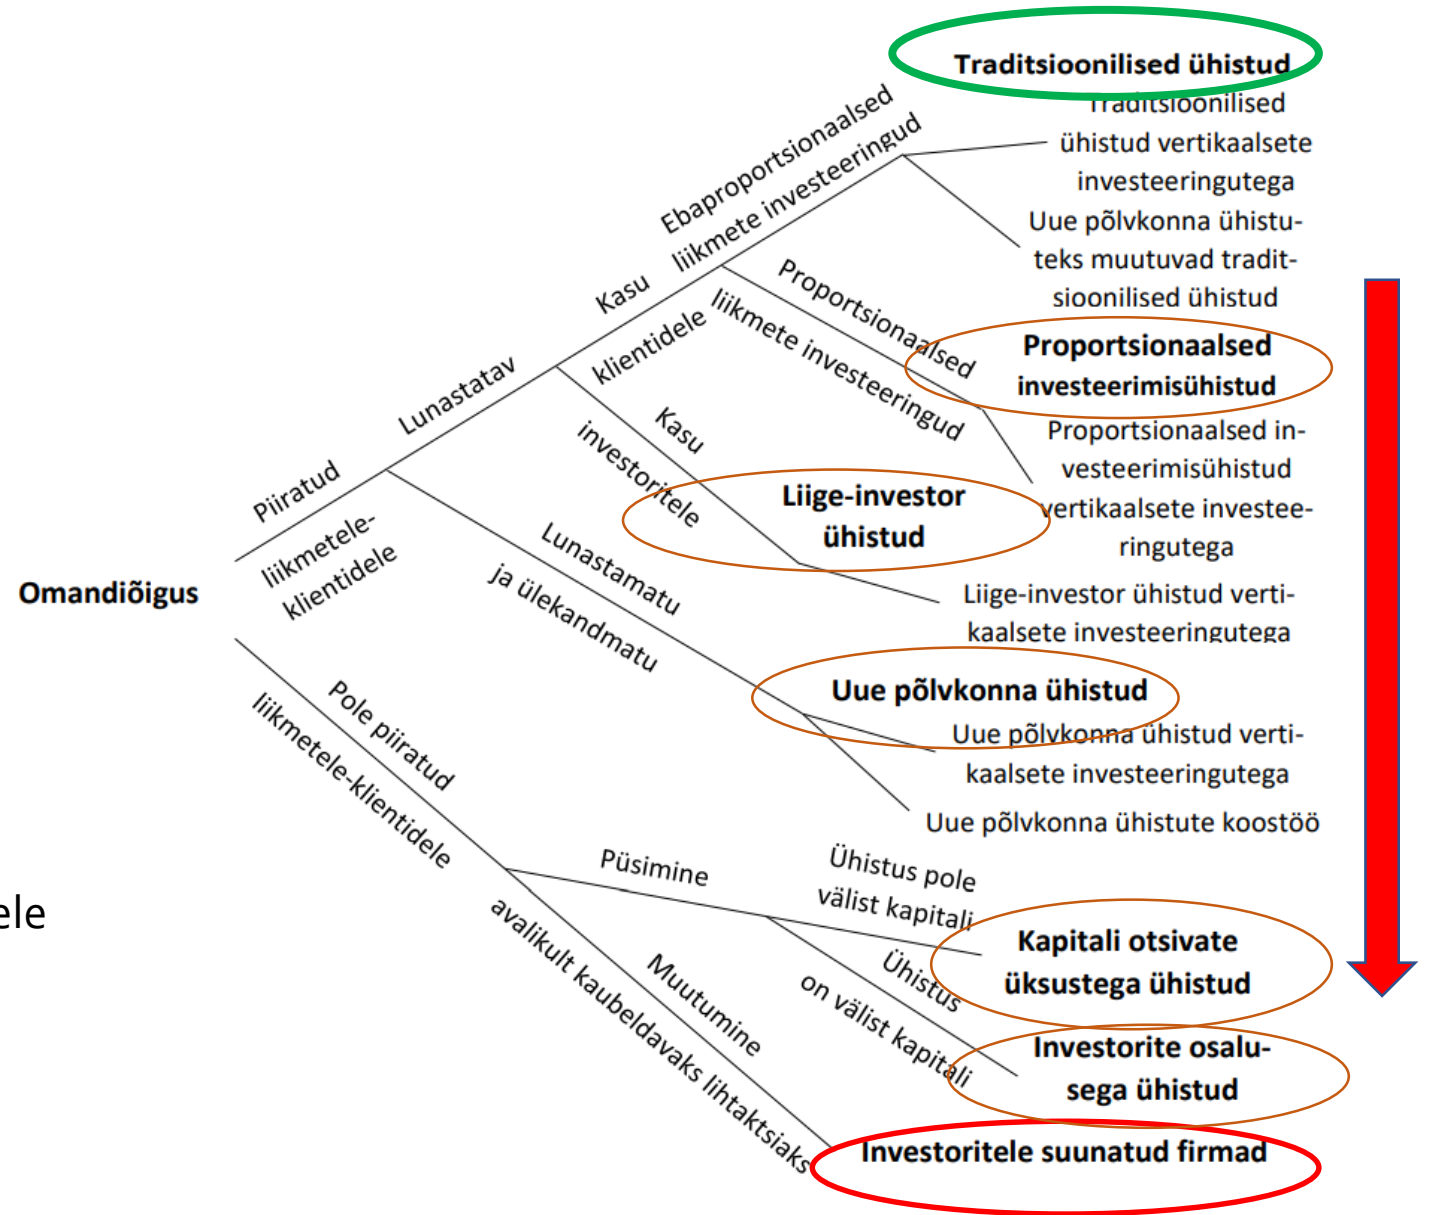 Traditsioonilised ühistud
Traditsioonilised
ühistud vertikaalsete
investeeringutega
Uue põlvkonna ühistu-
teks muutuvad tradit-
sioonilised ühistud
Ebaproportsionaalsed
liikmete investeeringud
Proportsionaalsed
liikmete investeeringud
Proportsionaalsed
investeerimisühistud
Proportsionaalsed in-
vesteerimisühistud
vertikaalsete investee-
ringutega
Kasu
klientidele
Kasu
investoritele
Liige-investor
ühistud
Liige-investor ühistud verti-
kaalsete investeeringutega
Lunastatav
Lunastamatu
ja ülekandmatu
Uue põlvkonna ühistud
Uue põlvkonna ühistud verti-
kaalsete investeeringutega
Uue põlvkonna ühistute koostöö
Piiratud
liikmetele-
klientidele
Omandiõigus
Pole piiratud
liikmetele-klientidele
ele
Püsimine
Ühistus pole
välist kapitali
Kapitali otsivate
üksustega ühistud
Ühistus
on välist kapitali
Investorite osalu-
sega ühistud
Muutumine
avalikult kaubeldavaks lihtaktsiaks
Investoritele suunatud firmad